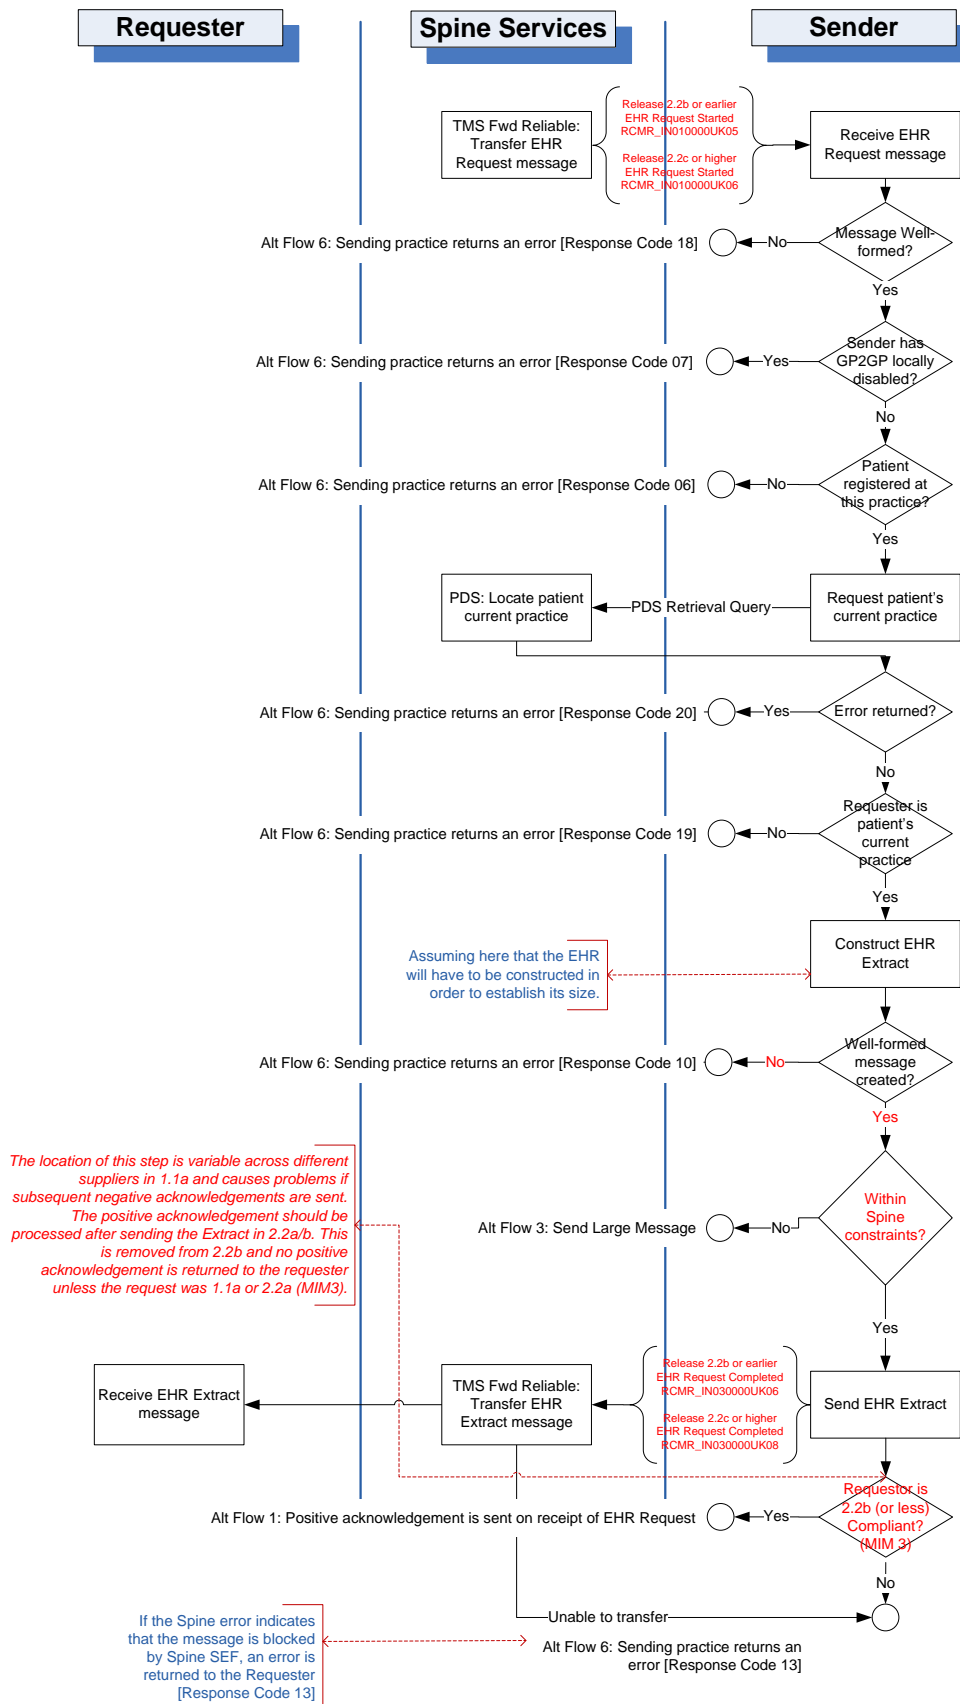 Requester
Spine Services
Sender
TMS Fwd Reliable:
Transfer EHR
Request message
Release 2.2b or earlier
EHR Request Started
RCMR_IN010000UK05
Release 2.2c or higher
EHR Request Started
RCMR_IN010000UK06
Receive EHR
Request message
Alt Flow 6: Sending practice returns an error [Response Code 18]
No
Message Well-
formed?
Yes
Alt Flow 6: Sending practice returns an error [Response Code 07]
Yes
Sender has
GP2GP locally
disabled?
No
Alt Flow 6: Sending practice returns an error [Response Code 06]
No
Patient
registered at
this practice?
Yes
PDS: Locate patient
current practice
PDS Retrieval Query
Request patient's
current practice
Alt Flow 6: Sending practice returns an error [Response Code 20]
Yes
Error returned?
No
Alt Flow 6: Sending practice returns an error [Response Code 19]
No
Requester is
patient's
current
practice
Yes
Assuming here that the EHR
will have to be constructed in
order to establish its size.
Construct EHR
Extract
Alt Flow 6: Sending practice returns an error [Response Code 10]
No
Well-formed
message
created?
Yes
The location of this step is variable across different
suppliers in 1.1a and causes problems if
subsequent negative acknowledgements are sent.
The positive acknowledgement should be
processed after sending the Extract in 2.2a/b. This
is removed from 2.2b and no positive
acknowledgement is returned to the requester
unless the request was 1.1a or 2.2a (MIM3).
Alt Flow 3: Send Large Message
No
Within
Spine
constraints?
Yes
Receive EHR Extract
message
TMS Fwd Reliable:
Transfer EHR
Extract message
Release 2.2b or earlier
EHR Request Completed
RCMR_IN030000UK06
Release 2.2c or higher
EHR Request Completed
RCMR_IN030000UK08
Send EHR Extract
Alt Flow 1: Positive acknowledgement is sent on receipt of EHR Request
Yes
Requestor is
2.2b (or less)
Compliant?
(MIM 3)
No
Unable to transfer
If the Spine error indicates
that the message is blocked
by Spine SEF, an error is
returned to the Requester
[Response Code 13]
Alt Flow 6: Sending practice returns an
error [Response Code 13]